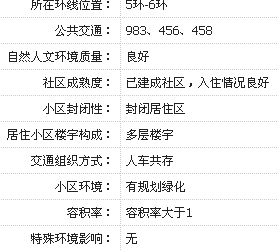 所在环线位置： 5环-6环
公共交通： 983、456、458
自然人文环境质量： 良好
社区成熟度： 已建成社区，入住情况良好
小区封闭性： 封闭居住区
居住小区楼宇构成： 多层楼宇
交通组织方式： 人车共存
小区环境： 有规划绿化
容积率： 容积率大于1
特殊环境影响： 无